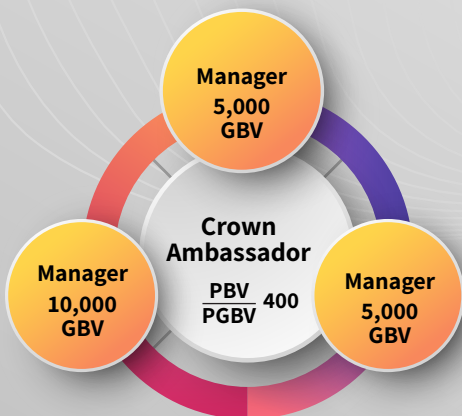 Manager
5,000
GBV
Crown
Ambassador
PBV
PGBV 400
Manager
10,000
GBV
Manager
5,000
GBV